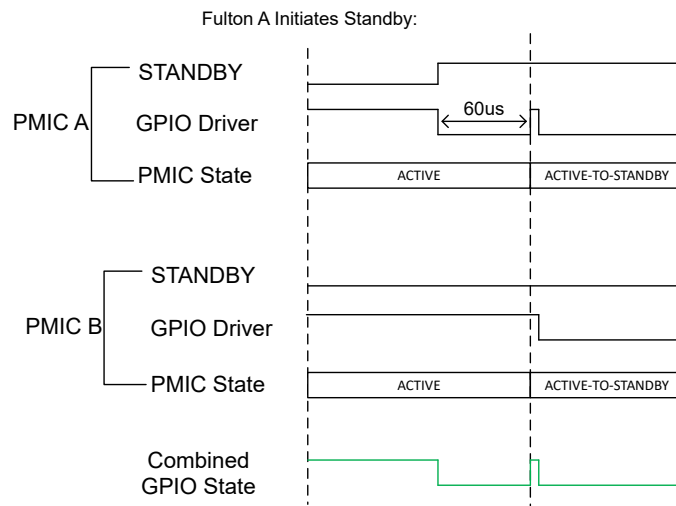 Fulton A Initiates Standby:
STANDBY
PMIC A
GPIO Driver
60us
PMIC State
ACTIVE
ACTIVE-TO-STANDBY
STANDBY
PMIC B
GPIO Driver
PMIC State
ACTIVE
ACTIVE-TO-STANDBY
Combined
GPIO State